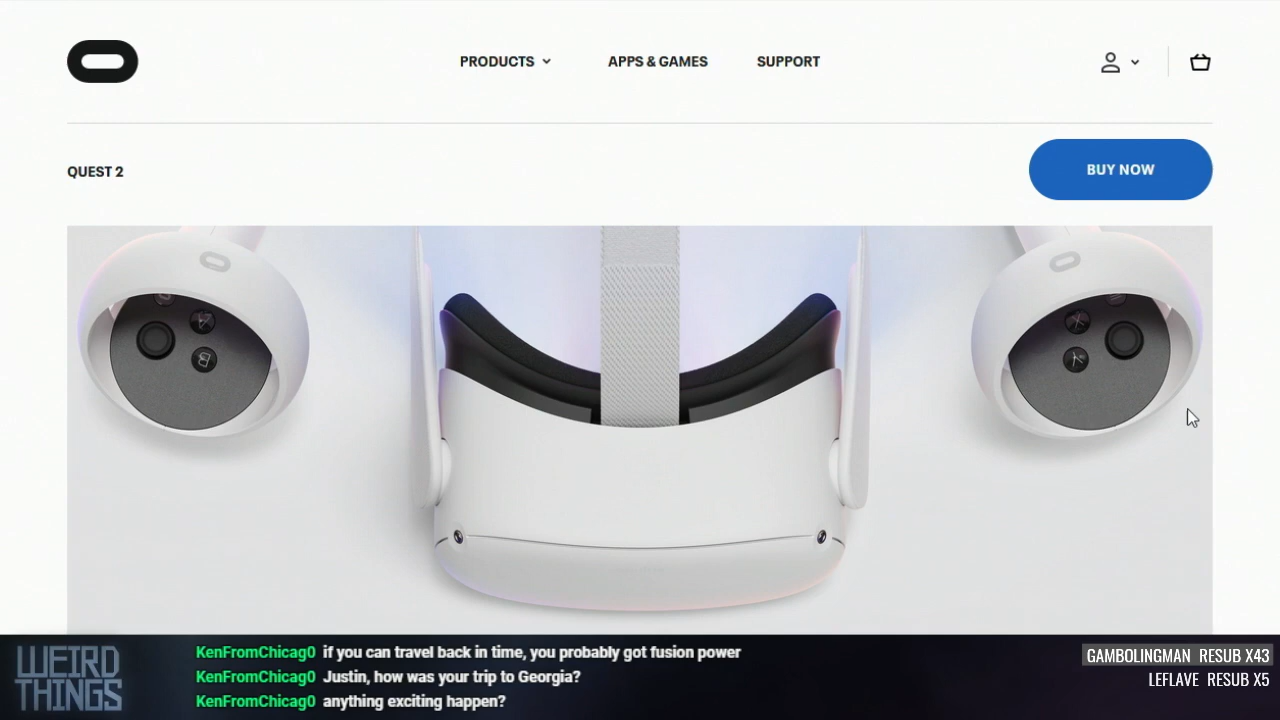 PRODUCTS
APPS & GAMES
SUPPORT
QUEST 2
BUY NOW
A
B
X
Y
WEIRD
THINGS
KenFromChicag0 if you can travel back in time, you probably got fusion power
KenFromChicag0 Justin, how was your trip to Georgia?
KenFromChicag0 anything exciting happen?
GAMBOLINGMAN RESUB X43
LEFLAVE RESUB X5